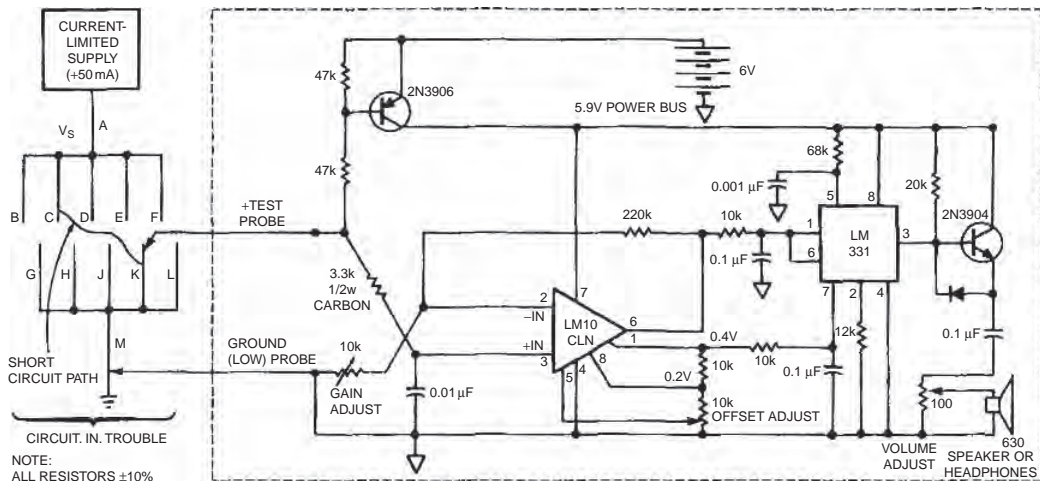 CURRENT-
LIMITED
SUPPLY
(+50 mA)
VS
A
B
C
D
E
F
G
H
J
K
L
M
SHORT
CIRCUIT PATH
CIRCUIT. IN. TROUBLE
NOTE:
ALL RESISTORS ±10%
+TEST
PROBE
GROUND
(LOW) PROBE
47k
2N3906
47k
6V
5.9V POWER BUS
3.3k
1/2w
CARBON
10k
GAIN
ADJUST
0.01 µF
220k
10k
0.1 µF
2
–IN
+IN
3
LM10
CLN
7
6
1
8
5
4
0.4V
0.2V
10k
10k
10k
OFFSET ADJUST
0.1 µF
68k
0.001 µF
5
8
1
6
LM
331
3
7
2
4
12k
20k
2N3904
0.1 µF
100
VOLUME
ADJUST
630
SPEAKER OR
HEADPHONES